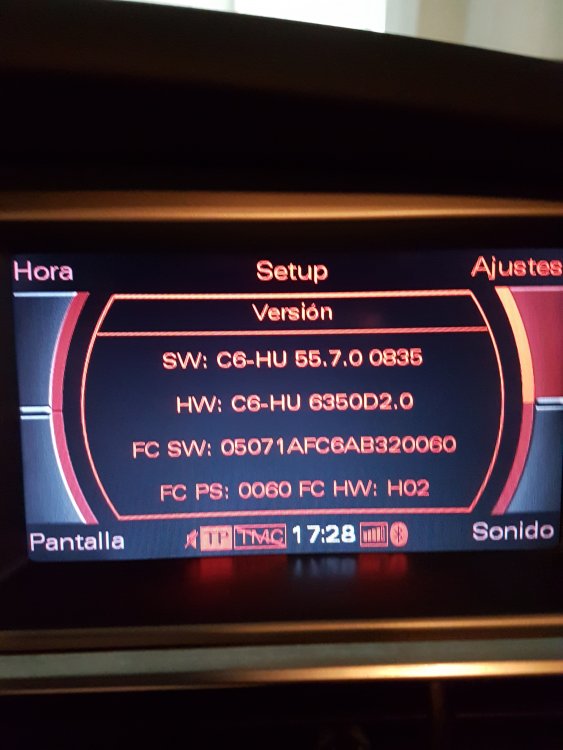 Hora Setup Ajustes
Versión
SW: C6-HU 55.7.0 0835
HW: C6-HU 6350D2.0
FC SW: 05071AFC6AB320060
FC PS: 0060 FC HW: H02
Pantalla TP TMC 17:28 Sonido